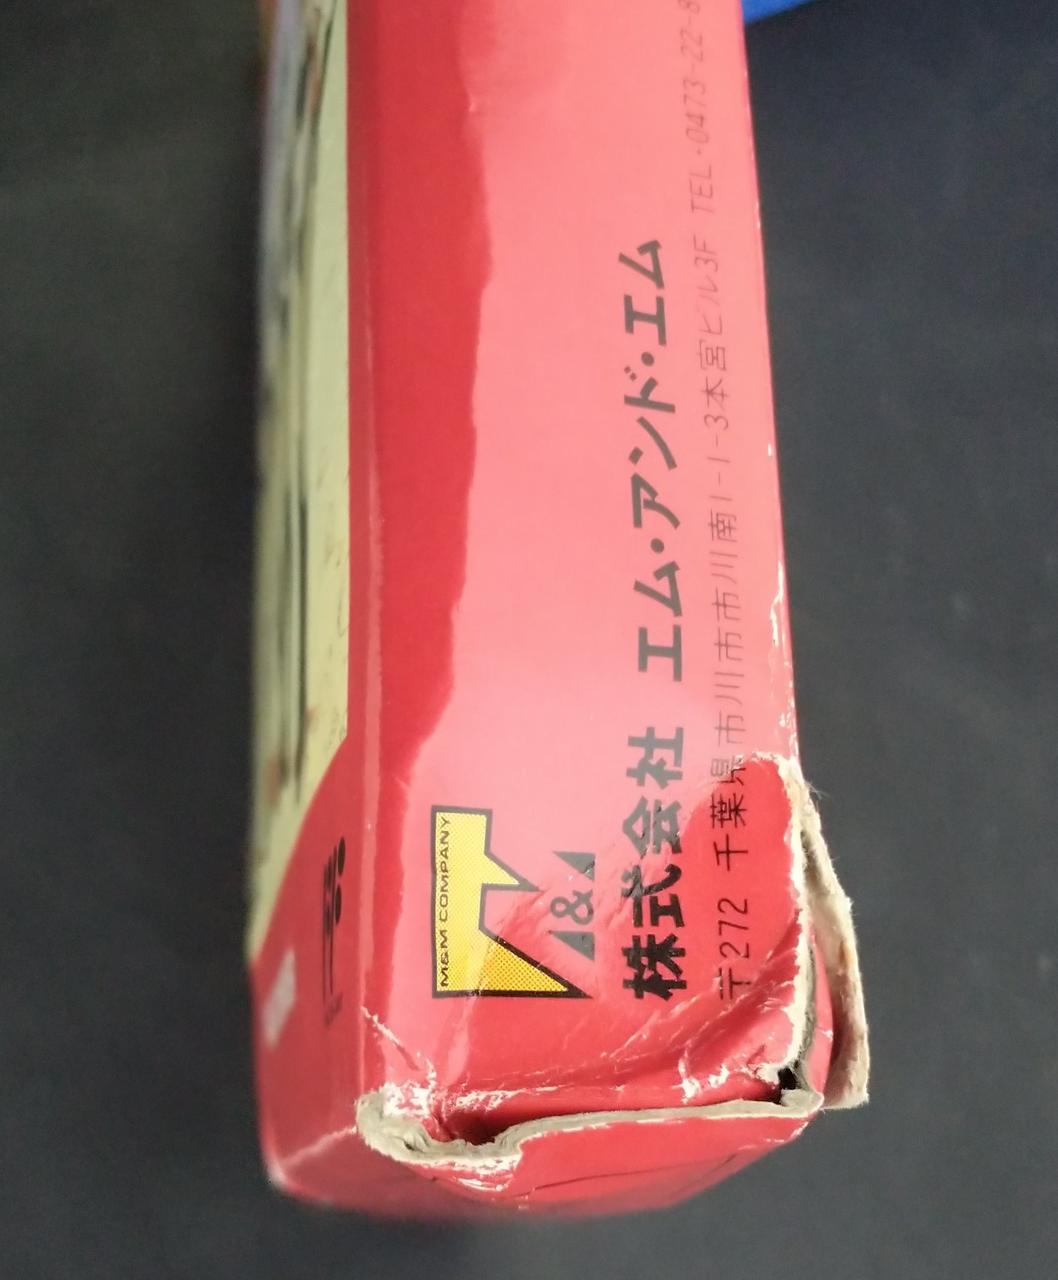 M&M COMPANY
株式会社 エム・アンド・エム
〒272 千葉県市川市市川南1-1-3本宮ビル3F TEL・0473-22-8